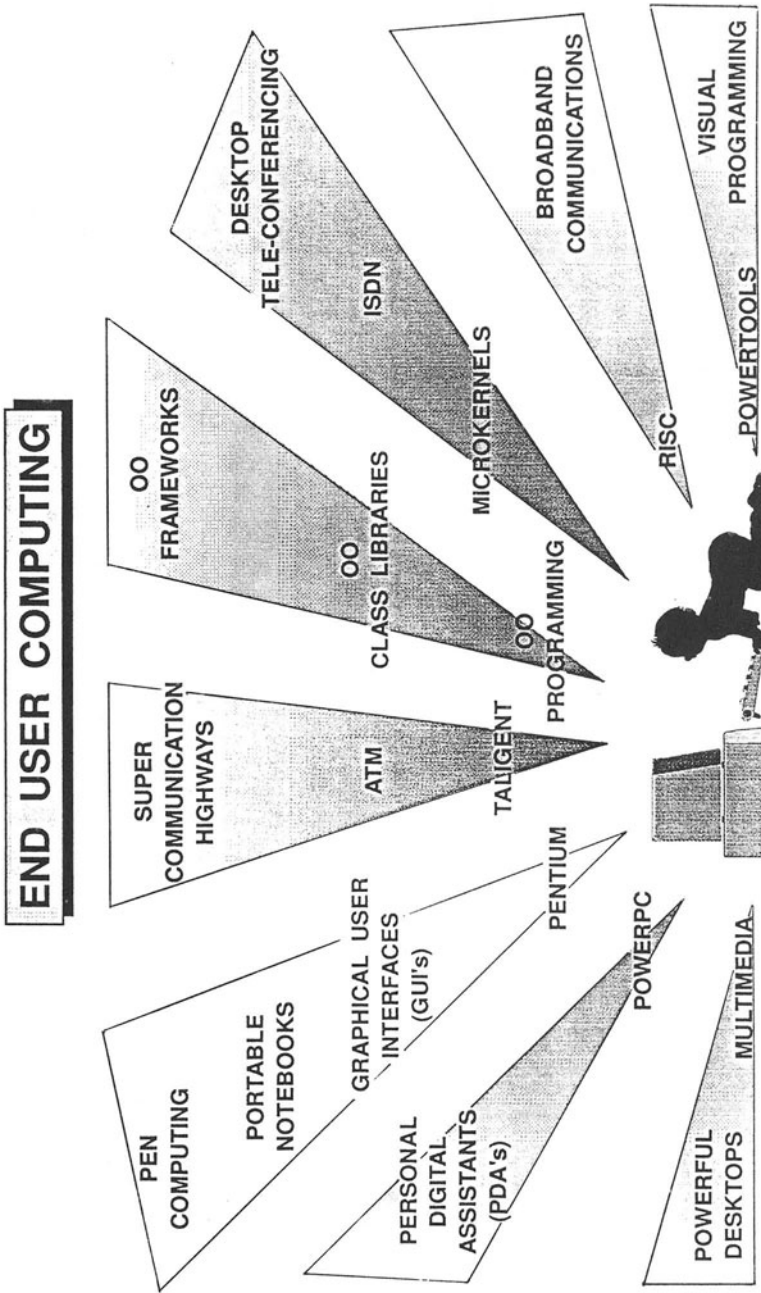 END USER COMPUTING
PEN
COMPUTING
PORTABLE
NOTEBOOKS
GRAPHICAL USER
INTERFACES
(GUI's)
PENTIUM
SUPER
COMMUNICATION
HIGHWAYS
ATM
TALIGENT
OO
FRAMEWORKS
OO
CLASS LIBRARIES
OO
PROGRAMMING
DESKTOP
TELE-CONFERENCING
ISDN
MICROKERNELS
PERSONAL
DIGITAL
ASSISTANTS
(PDA's)
POWERPC
BROADBAND
COMMUNICATIONS
RISC
POWERFUL
DESKTOPS
MULTIMEDIA
VISUAL
PROGRAMMING
POWERTOOLS